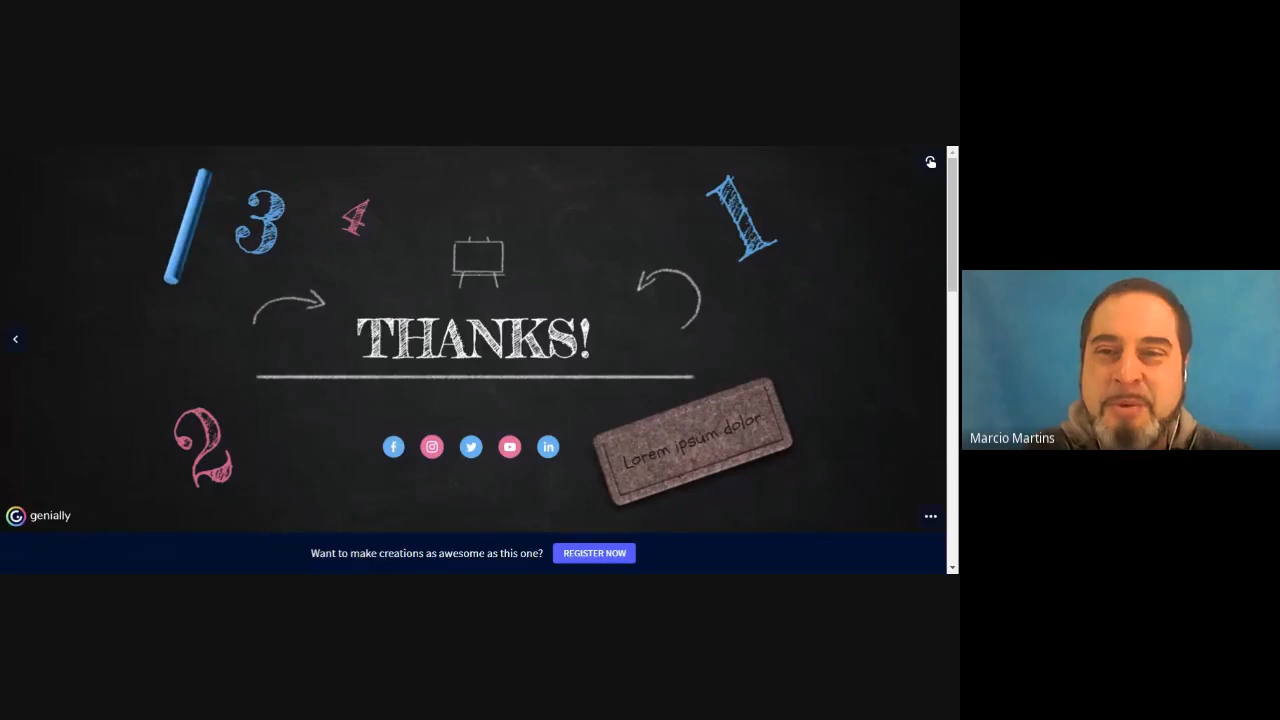 3
4
1
THANKS!
2
Lorem ipsum dolor
genially
Want to make creations as awesome as this one? REGISTER NOW
Marcio Martins